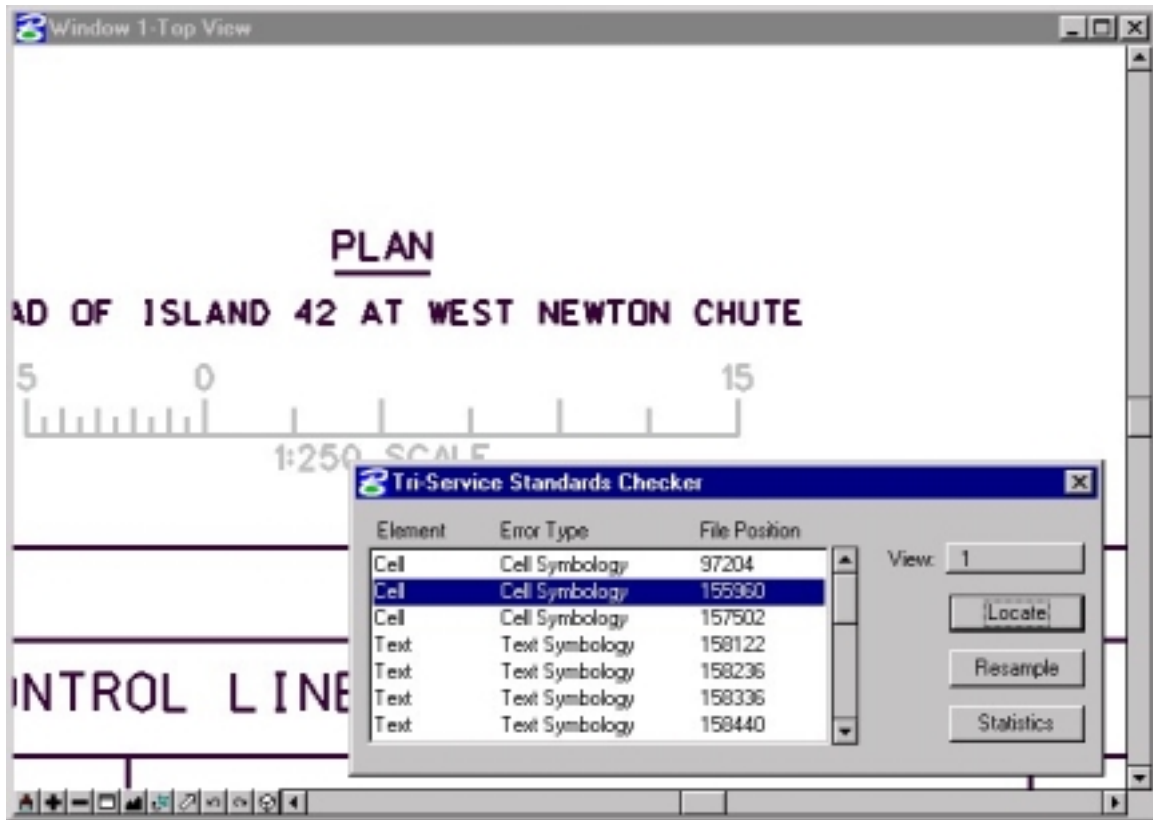 Window 1-Top View
PLAN
AD OF ISLAND 42 AT WEST NEWTON CHUTE
5 0 15
1:250 SCALE
Tri-Service Standards Checker
Element Error Type File Position
Cell Cell Symbology 97204
Cell Cell Symbology 155960
Cell Cell Symbology 157502
Text Text Symbology 158122
Text Text Symbology 158236
Text Text Symbology 158336
Text Text Symbology 158440
View: 1
Locate
Resample
Statistics
ONTROL LINE